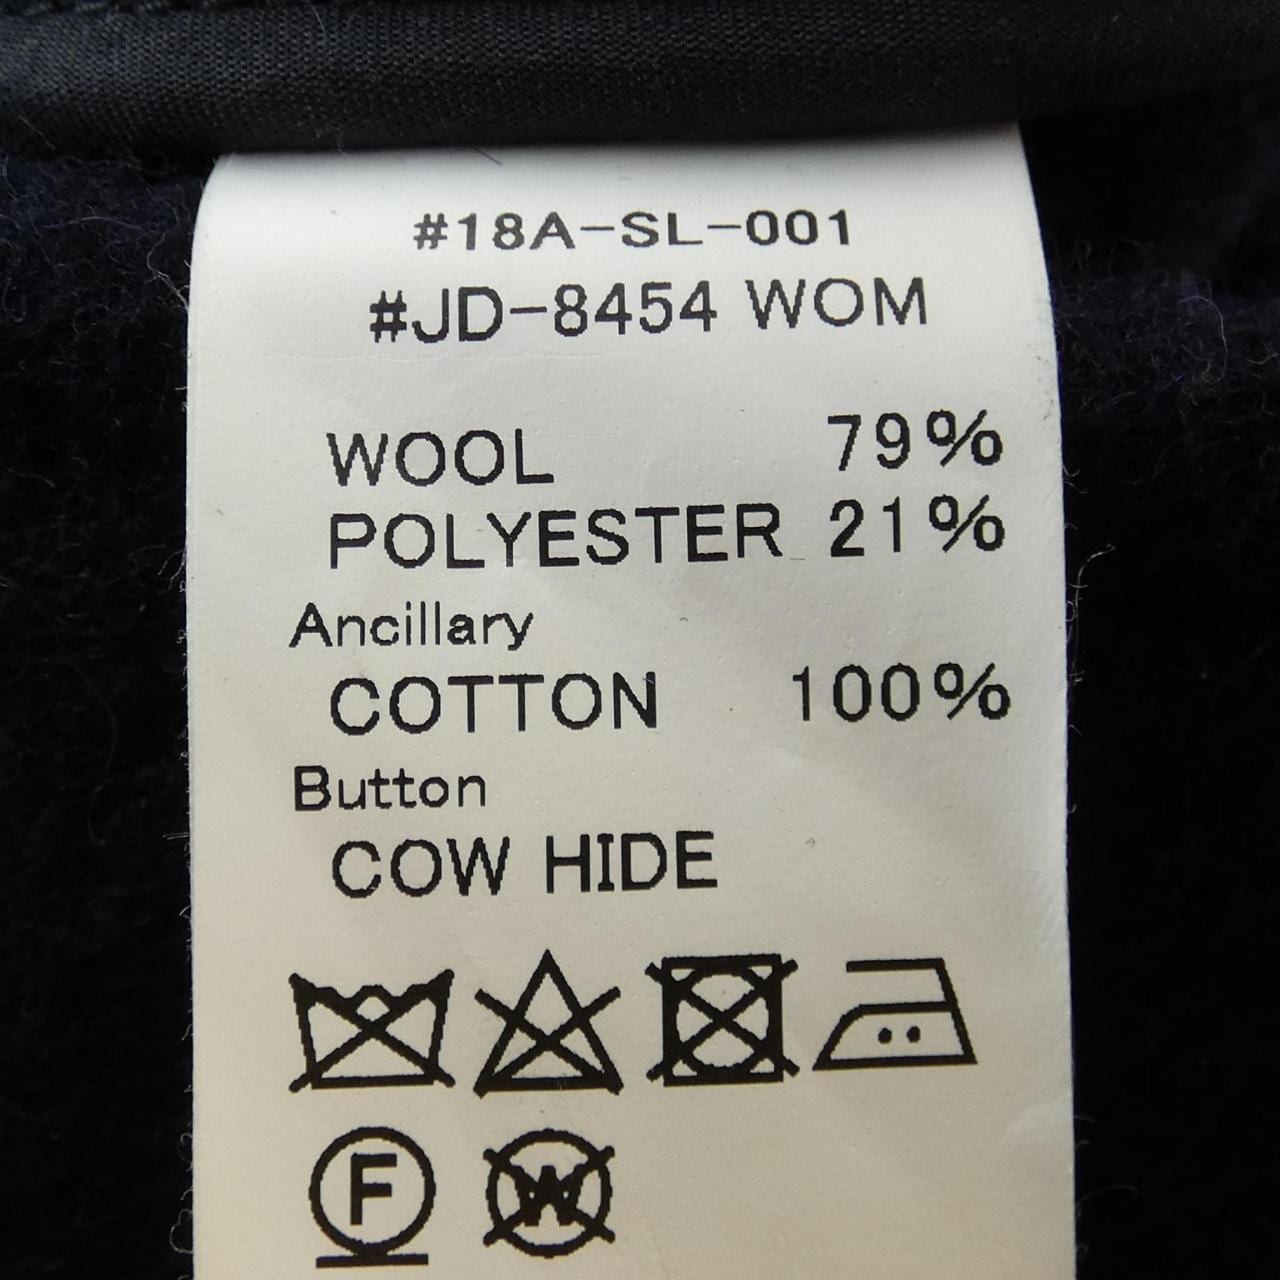 #18A-SL-001
#JD-8454 WOM
WOOL 79%
POLYESTER 21%
Ancillary
COTTON 100%
Button
COW HIDE
F W